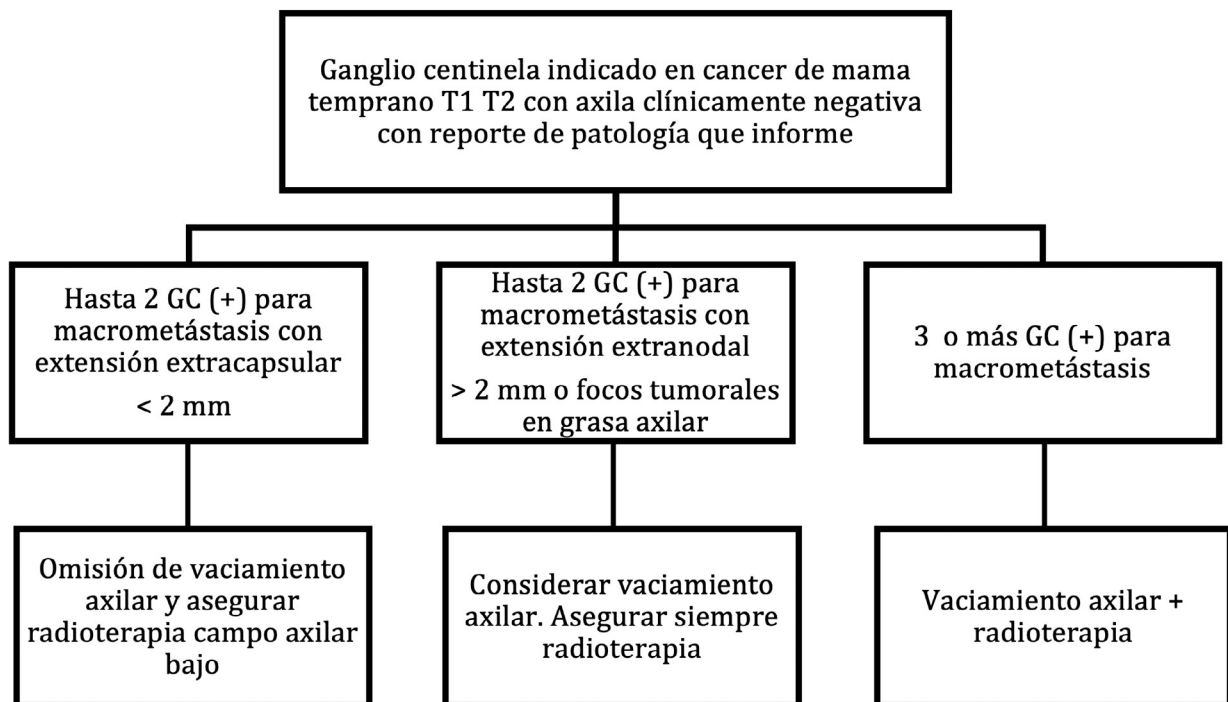 Ganglio centinela indicado en cancer de mama
temprano T1 T2 con axila clínicamente negativa
con reporte de patología que informe
Hasta 2 GC (+) para
macrometástasis con
extensión extracapsular
< 2 mm
Hasta 2 GC (+) para
macrometástasis con
extensión extranodal
> 2 mm o focos tumorales
en grasa axilar
3 o más GC (+) para
macrometástasis
Omisión de vaciamiento
axilar y asegurar
radioterapia campo axilar
bajo
Considerar vaciamiento
axilar. Asegurar siempre
radioterapia
Vaciamiento axilar +
radioterapia